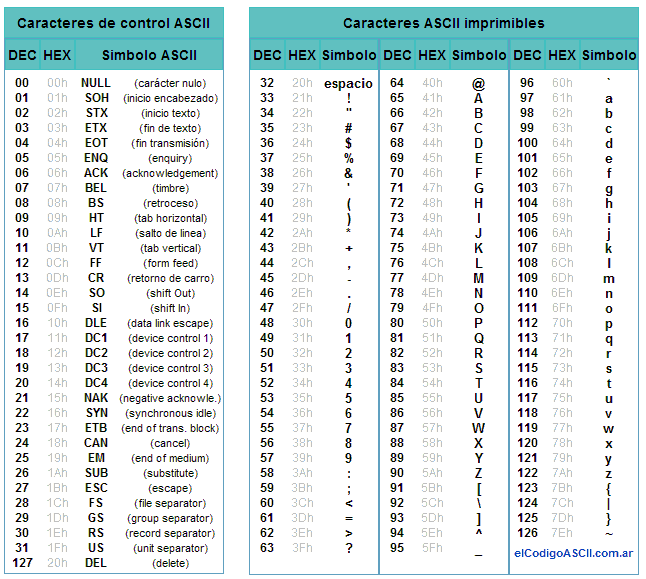 Caracteres de control ASCII
DEC HEX Simbolo ASCII
00 00h NULL (carácter nulo)
01 01h SOH (inicio encabezado)
02 02h STX (inicio texto)
03 03h ETX (fin de texto)
04 04h EOT (fin transmisión)
05 05h ENQ (enquiry)
06 06h ACK (acknowledgement)
07 07h BEL (timbre)
08 08h BS (retroceso)
09 09h HT (tab horizontal)
10 0Ah LF (salto de linea)
11 0Bh VT (tab vertical)
12 0Ch FF (form feed)
13 0Dh CR (retorno de carro)
14 0Eh SO (shift Out)
15 0Fh SI (shift In)
16 10h DLE (data link escape)
17 11h DC1 (device control 1)
18 12h DC2 (device control 2)
19 13h DC3 (device control 3)
20 14h DC4 (device control 4)
21 15h NAK (negative acknowle.)
22 16h SYN (synchronous idle)
23 17h ETB (end of trans. block)
24 18h CAN (cancel)
25 19h EM (end of medium)
26 1Ah SUB (substitute)
27 1Bh ESC (escape)
28 1Ch FS (file separator)
29 1Dh GS (group separator)
30 1Eh RS (record separator)
31 1Fh US (unit separator)
127 20h DEL (delete)
Caracteres ASCII imprimibles
DEC HEX Simbolo DEC HEX Simbolo DEC HEX Simbolo
32 20h espacio 64 40h @ 96 60h `
33 21h ! 65 41h A 97 61h a
34 22h " 66 42h B 98 62h b
35 23h # 67 43h C 99 63h c
36 24h $ 68 44h D 100 64h d
37 25h % 69 45h E 101 65h e
38 26h & 70 46h F 102 66h f
39 27h ' 71 47h G 103 67h g
40 28h ( 72 48h H 104 68h h
41 29h ) 73 49h I 105 69h i
42 2Ah * 74 4Ah J 106 6Ah j
43 2Bh + 75 4Bh K 107 6Bh k
44 2Ch , 76 4Ch L 108 6Ch l
45 2Dh - 77 4Dh M 109 6Dh m
46 2Eh . 78 4Eh N 110 6Eh n
47 2Fh / 79 4Fh O 111 6Fh o
48 30h 0 80 50h P 112 70h p
49 31h 1 81 51h Q 113 71h q
50 32h 2 82 52h R 114 72h r
51 33h 3 83 53h S 115 73h s
52 34h 4 84 54h T 116 74h t
53 35h 5 85 55h U 117 75h u
54 36h 6 86 56h V 118 76h v
55 37h 7 87 57h W 119 77h w
56 38h 8 88 58h X 120 78h x
57 39h 9 89 59h Y 121 79h y
58 3Ah : 90 5Ah Z 122 7Ah z
59 3Bh ; 91 5Bh [ 123 7Bh {
60 3Ch < 92 5Ch \ 124 7Ch |
61 3Dh = 93 5Dh ] 125 7Dh }
62 3Eh > 94 5Eh ^ 126 7Eh ~
63 3Fh ? 95 5Fh _ elCodigoASCII.com.ar